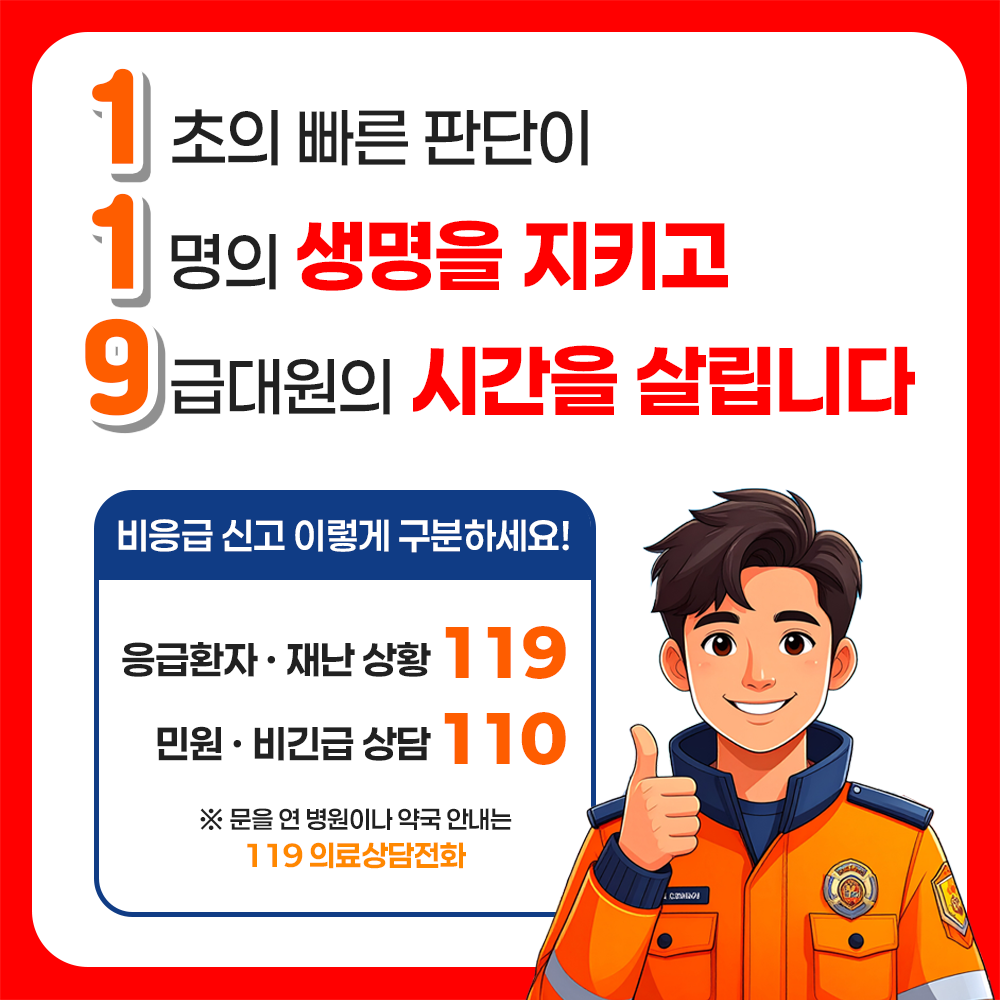 1초의 빠른 판단이
1명의 생명을 지키고
9급대원의 시간을 살립니다
비응급 신고 이렇게 구분하세요!
응급환자 · 재난 상황 119
민원 · 비긴급 상담 110
※ 문을 연 병원이나 약국 안내는
119 의료상담전화